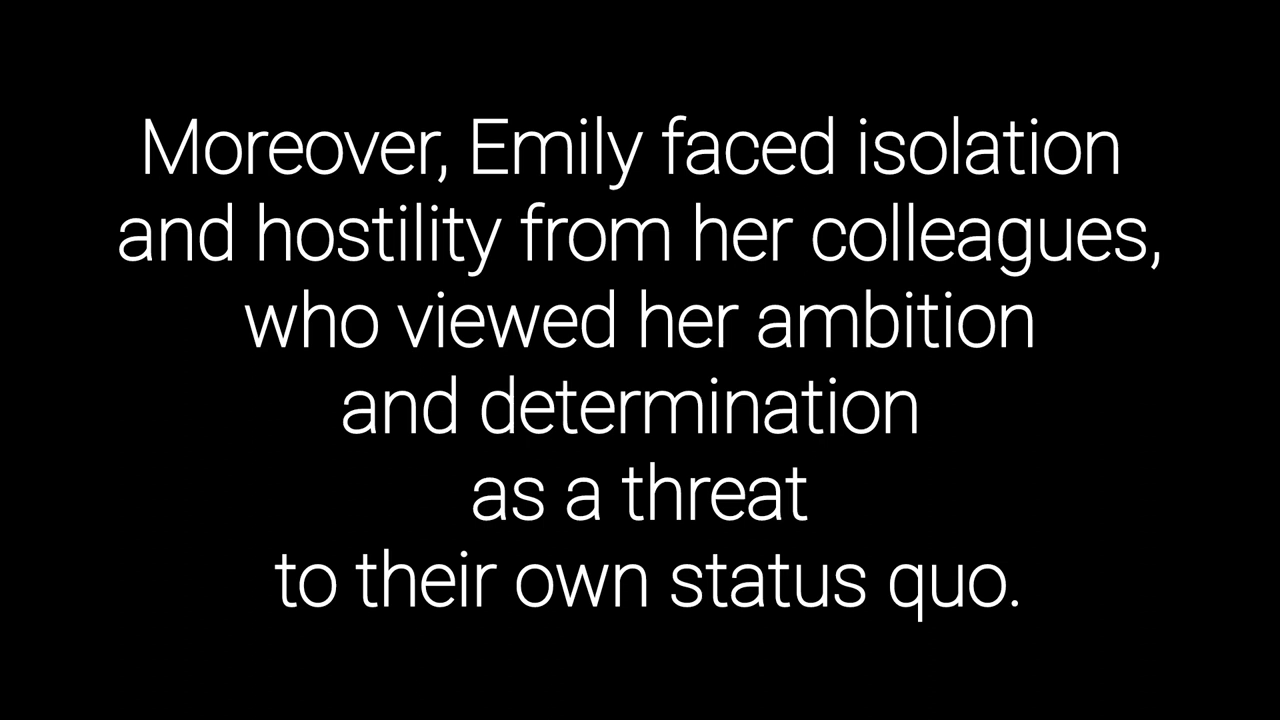 Moreover, Emily faced isolation
and hostility from her colleagues,
who viewed her ambition
and determination
as a threat
to their own status quo.